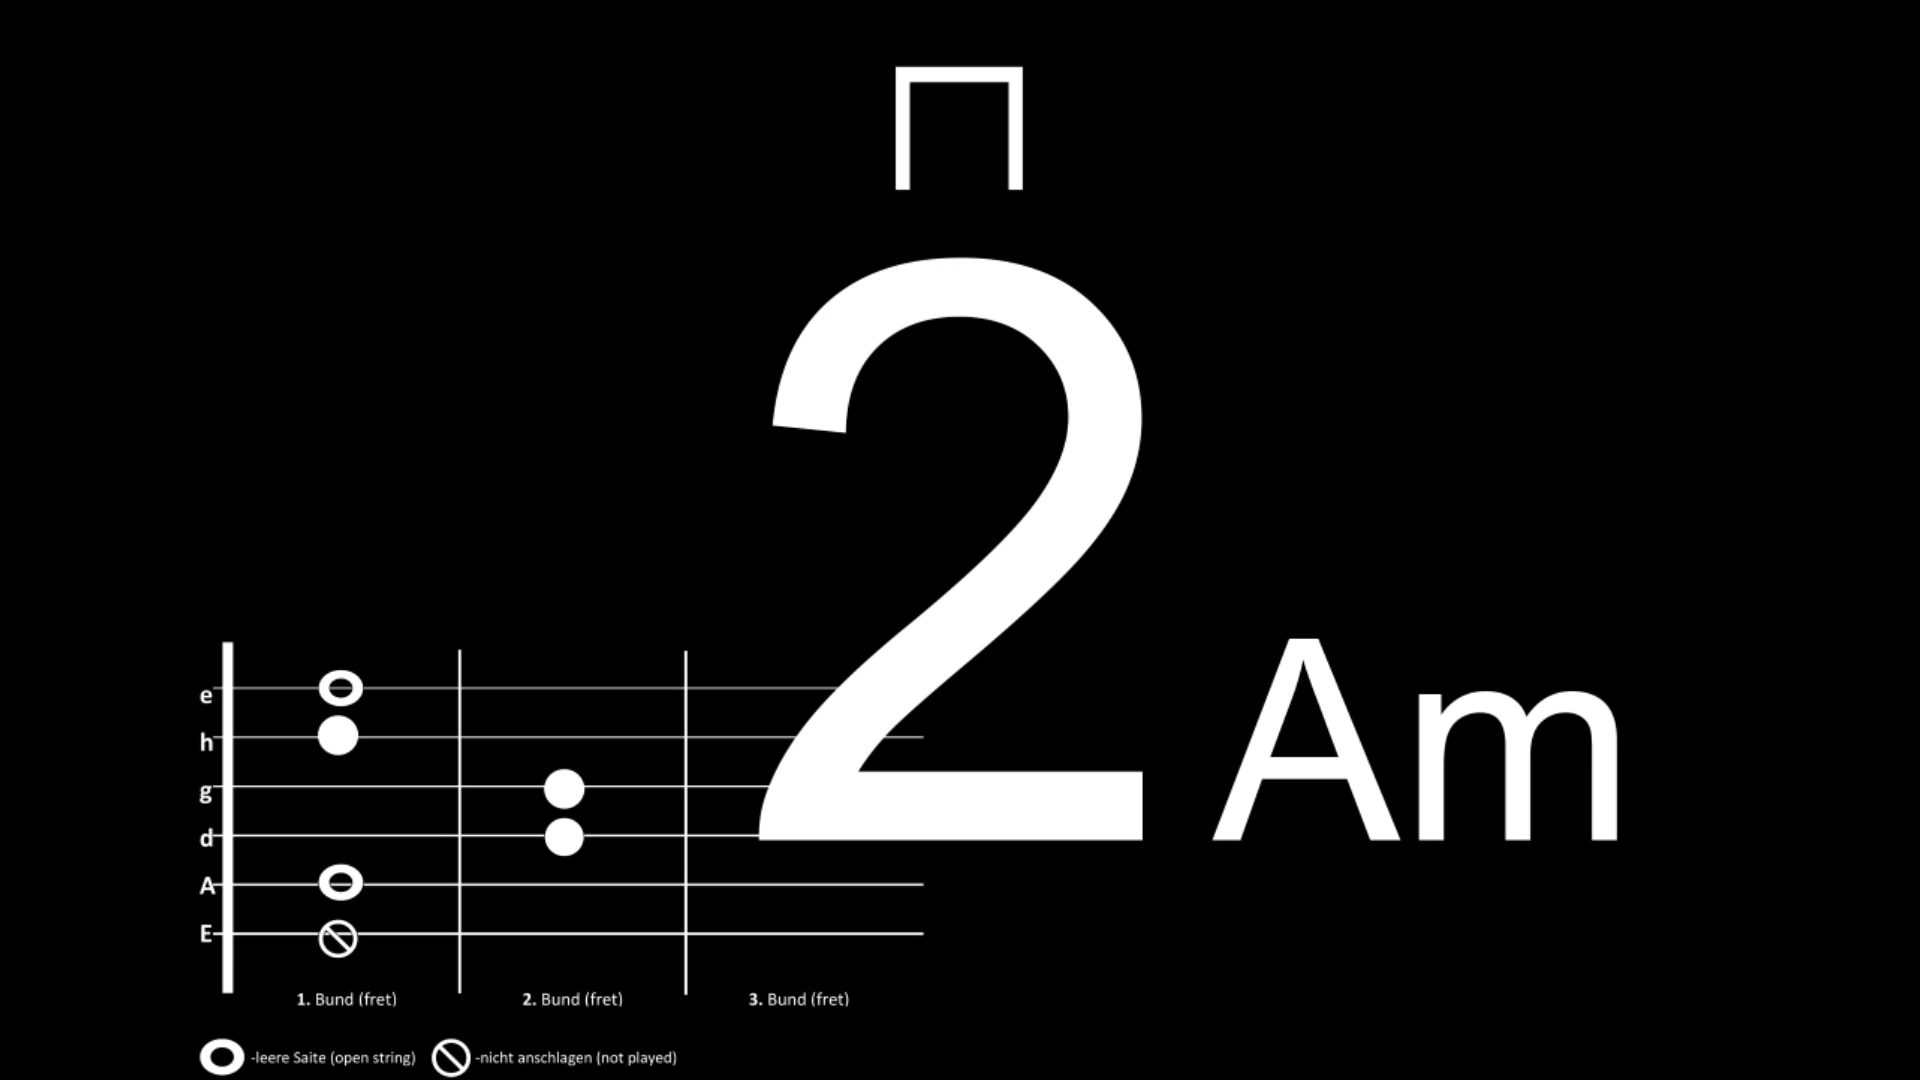 2
Am
e
h
g
d
A
E
1. Bund (fret) 2. Bund (fret) 3. Bund (fret)
-leere Saite (open string) -nicht anschlagen (not played)